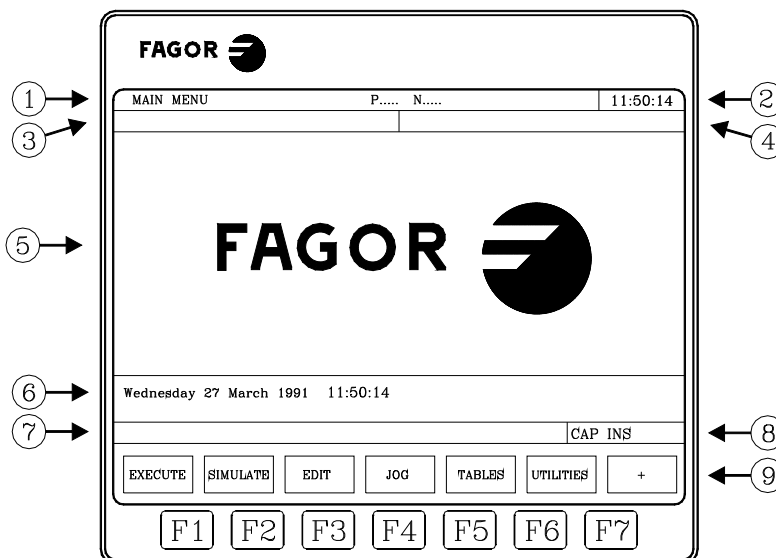 FAGOR
1 MAIN MENU P..... N..... 11:50:14 2
3 4
5 FAGOR
6 Wednesday 27 March 1991 11:50:14
7 CAP INS 8
EXECUTE SIMULATE EDIT JOG TABLES UTILITIES + 9
F1 F2 F3 F4 F5 F6 F7